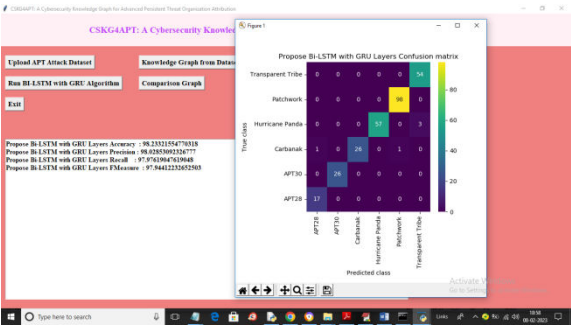 CSKG4APT: A Cybersecurity Knowledge Graph for Advanced Persistent Threat Organization Attribution
CSKG4APT: A Cybersecurity Knowle
Upload APT Attack Dataset
Knowledge Graph from Datase
Run BI-LSTM with GRU Algorithm
Comparison Graph
Exit
Propose Bi-LSTM with GRU Layers Accuracy : 98.23321554770318
Propose Bi-LSTM with GRU Layers Precision : 98.02853092326777
Propose Bi-LSTM with GRU Layers Recall : 97.97619047619048
Propose Bi-LSTM with GRU Layers FMeasure : 97.94412232652503
Figure 1
Propose Bi-LSTM with GRU Layers Confusion matrix
True class
Transparent Tribe 0 0 0 0 0 54
Patchwork 0 0 0 0 98 0
Hurricane Panda 0 0 0 57 0 3
Carbanak 1 0 26 0 1 0
APT30 0 26 0 0 0 0
APT28 17 0 0 0 0 0
APT28
APT30
Carbanak
Hurricane Panda
Patchwork
Transparent Tribe
Predicted class
80
60
40
20
0
Activate W
Go to Setting
Type here to search
Links
18:58
08-02-2023